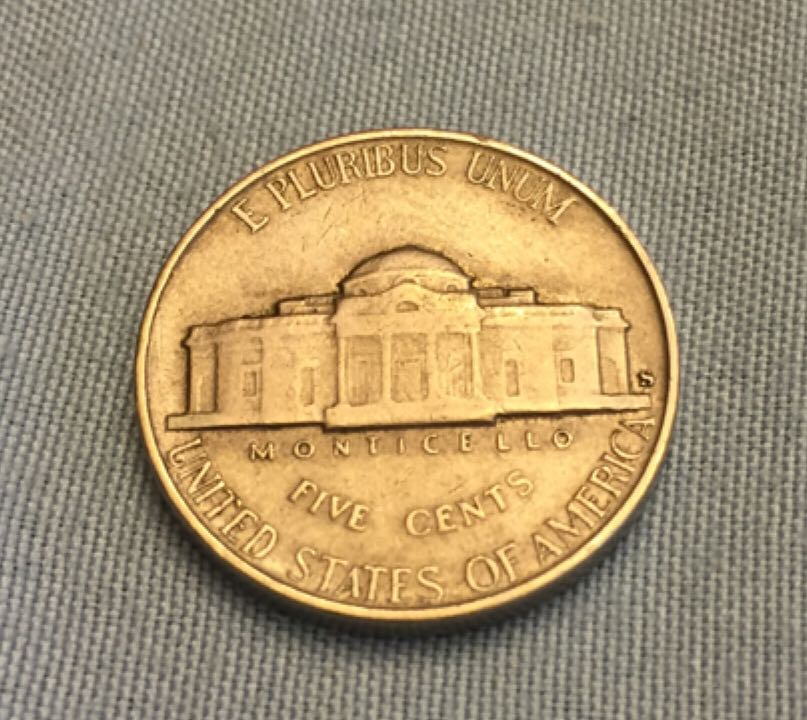 E PLURIBUS UNUM
S
MONTICELLO
FIVE CENTS
UNITED STATES OF AMERICA